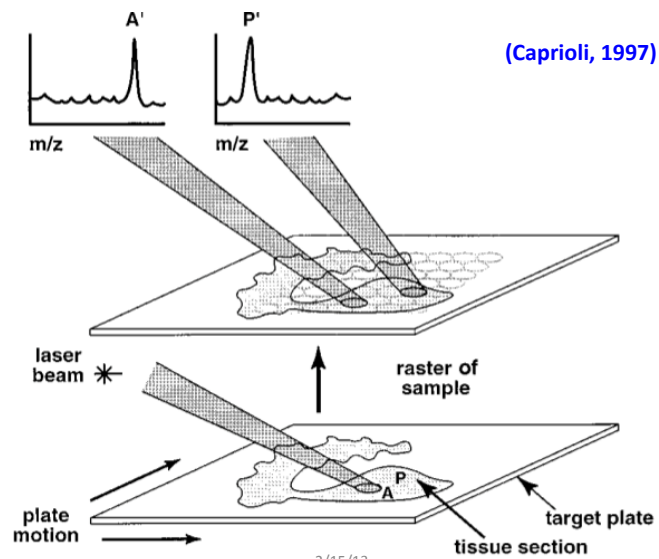 A' P'
(Caprioli, 1997)
m/z m/z
laser
beam
raster of
sample
A P
plate
motion
target plate
tissue section